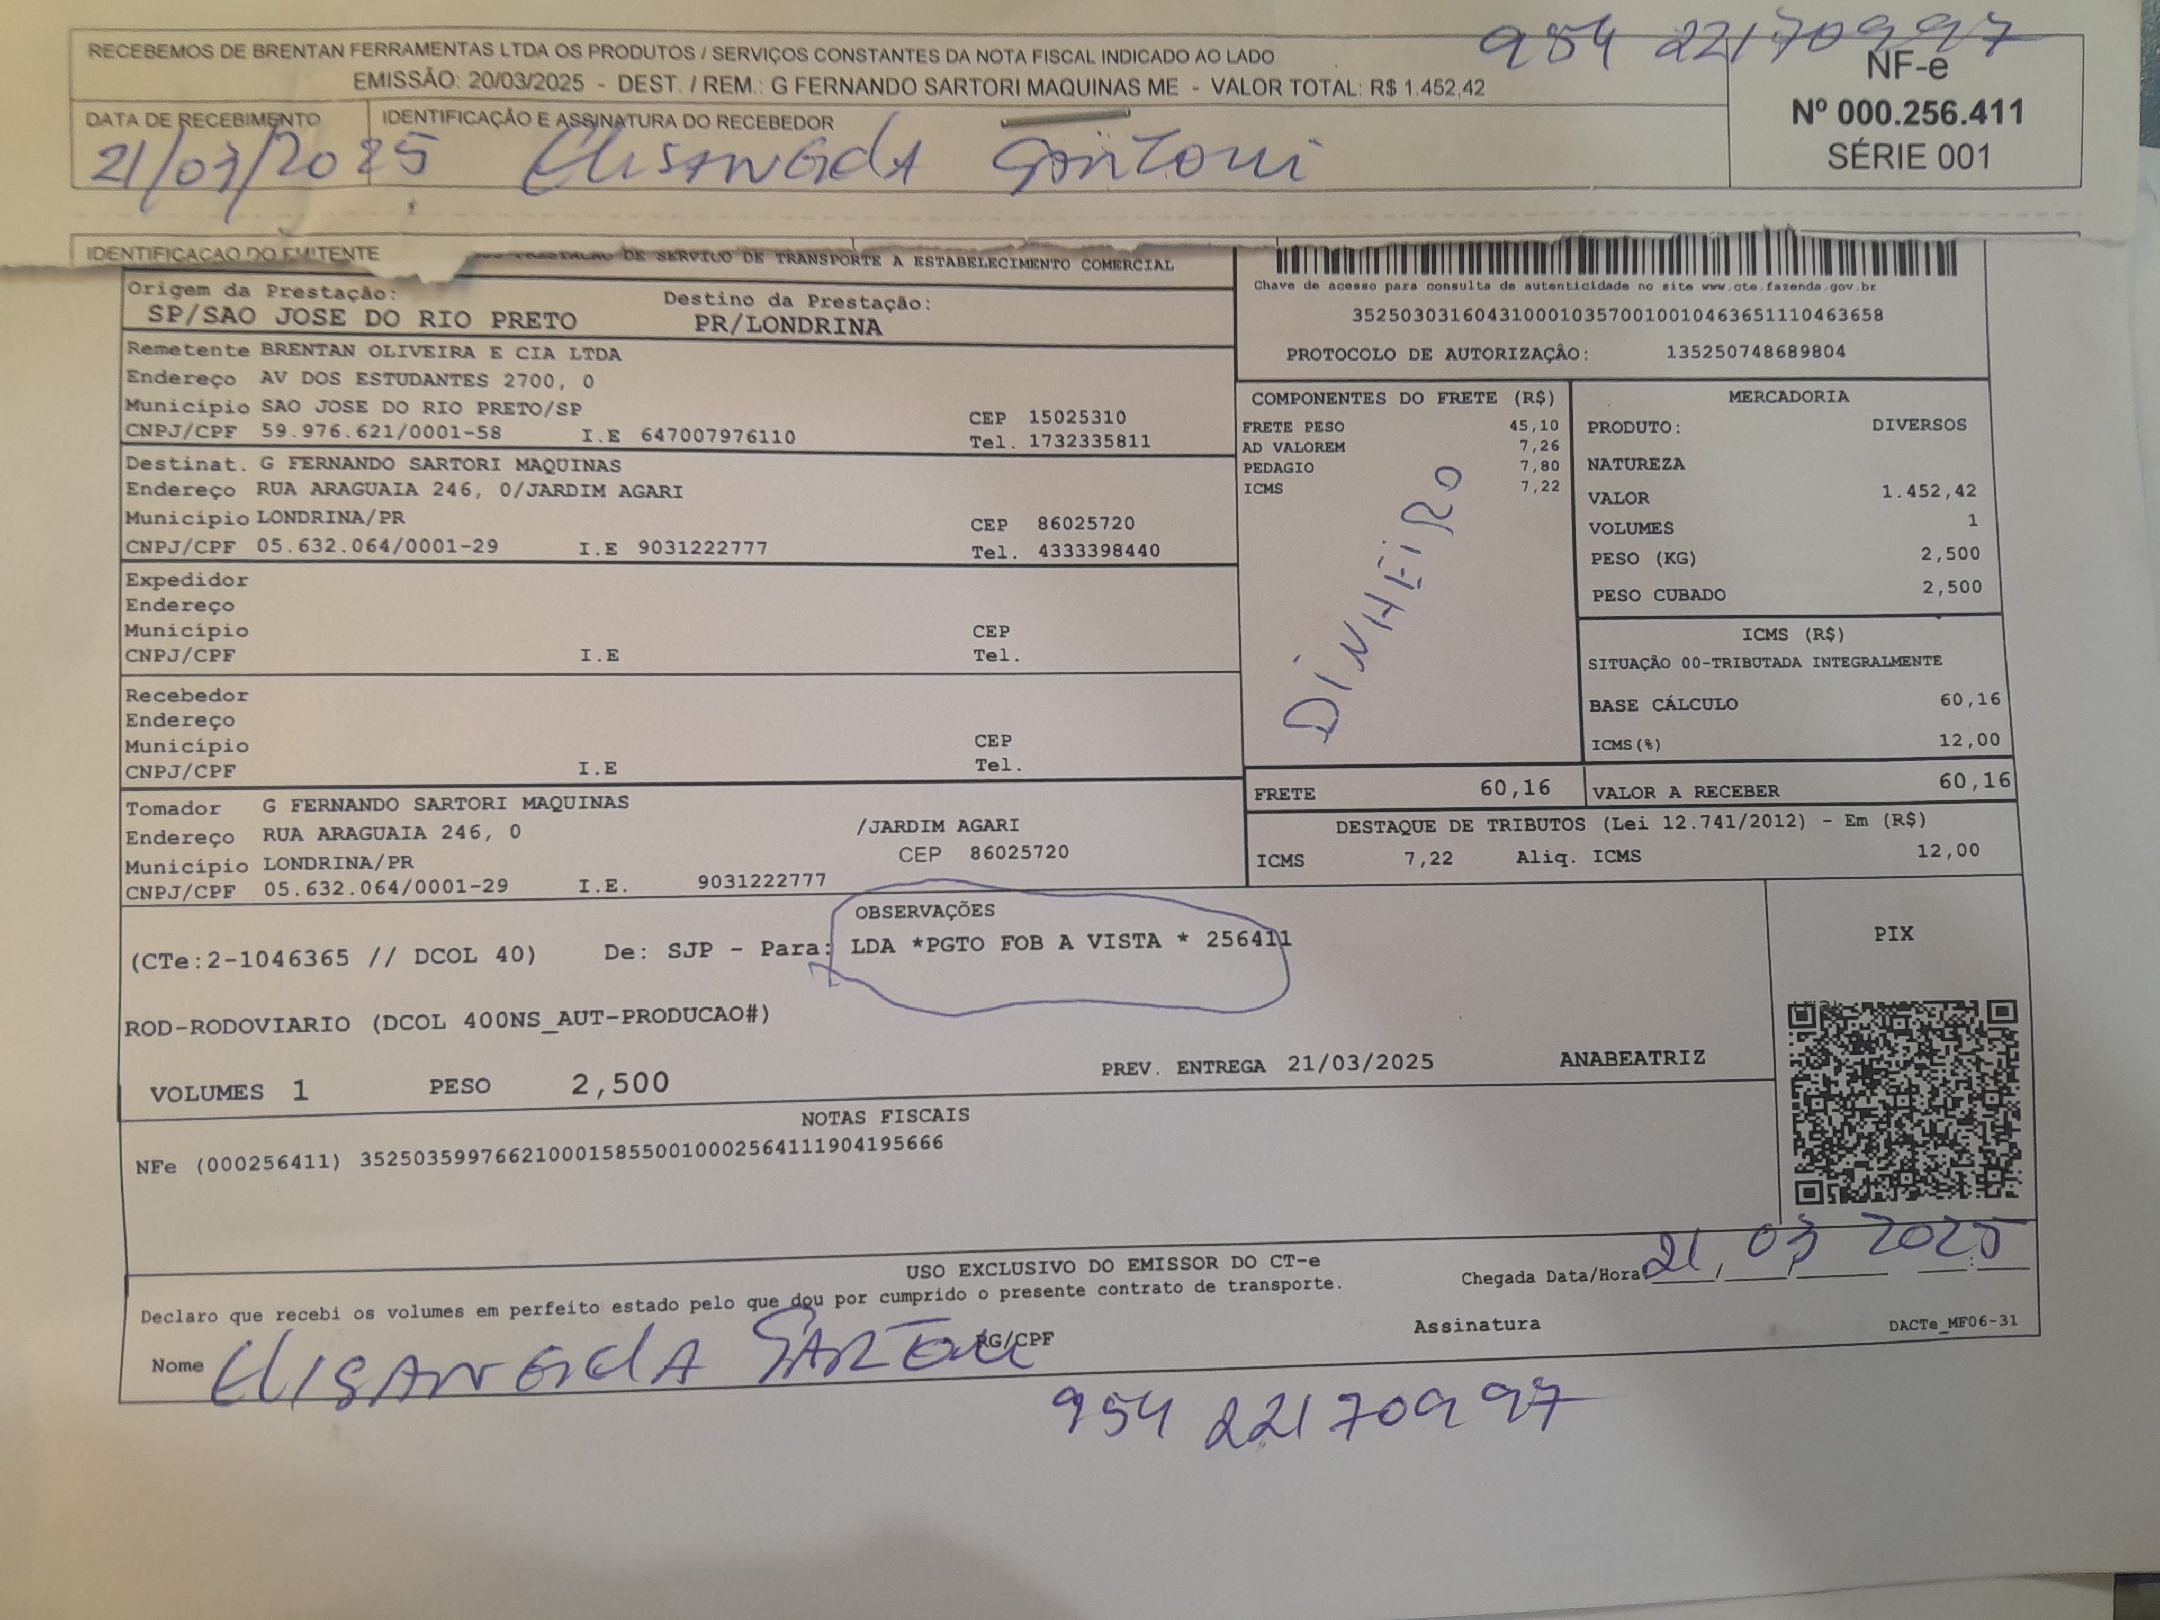 954 22170997
RECEBEMOS DE BRENTAN FERRAMENTAS LTDA OS PRODUTOS / SERVIÇOS CONSTANTES DA NOTA FISCAL INDICADO AO LADO
EMISSÃO: 20/03/2025 - DEST. / REM.: G FERNANDO SARTORI MAQUINAS ME - VALOR TOTAL: R$ 1.452,42
NF-e
Nº 000.256.411
SÉRIE 001
DATA DE RECEBIMENTO
IDENTIFICAÇÃO E ASSINATURA DO RECEBEDOR
21/03/2025 Elisangela Sartori
IDENTIFICAÇÃO DO EMITENTE
DE SERVICO DE TRANSPORTE A ESTABELECIMENTO COMERCIAL
Origem da Prestação:
SP/SAO JOSE DO RIO PRETO
Destino da Prestação:
PR/LONDRINA
Chave de acesso para consulta de autenticidade no site www.cte.fazenda.gov.br
35250303160431000103570010010463651110463658
PROTOCOLO DE AUTORIZAÇÂO: 135250748689804
Remetente BRENTAN OLIVEIRA E CIA LTDA
Endereço AV DOS ESTUDANTES 2700, 0
Município SAO JOSE DO RIO PRETO/SP CEP 15025310
CNPJ/CPF 59.976.621/0001-58 I.E 647007976110 Tel. 1732335811
Destinat. G FERNANDO SARTORI MAQUINAS
Endereço RUA ARAGUAIA 246, 0/JARDIM AGARI
Município LONDRINA/PR CEP 86025720
CNPJ/CPF 05.632.064/0001-29 I.E 9031222777 Tel. 4333398440
Expedidor
Endereço
Município CEP
CNPJ/CPF I.E Tel.
Recebedor
Endereço
Município CEP
CNPJ/CPF I.E Tel.
Tomador G FERNANDO SARTORI MAQUINAS
Endereço RUA ARAGUAIA 246, 0 /JARDIM AGARI
Município LONDRINA/PR CEP 86025720
CNPJ/CPF 05.632.064/0001-29 I.E. 9031222777
COMPONENTES DO FRETE (R$)
FRETE PESO 45,10
AD VALOREM 7,26
PEDAGIO 7,80
ICMS 7,22
DINHEIRO
MERCADORIA
PRODUTO: DIVERSOS
NATUREZA
VALOR 1.452,42
VOLUMES 1
PESO (KG) 2,500
PESO CUBADO 2,500
ICMS (R$)
SITUAÇÃO 00-TRIBUTADA INTEGRALMENTE
BASE CÁLCULO 60,16
ICMS(%) 12,00
FRETE 60,16
VALOR A RECEBER 60,16
DESTAQUE DE TRIBUTOS (Lei 12.741/2012) - Em (R$)
ICMS 7,22 Aliq. ICMS 12,00
OBSERVAÇÕES
(CTe:2-1046365 // DCOL 40) De: SJP - Para: LDA *PGTO FOB A VISTA * 256411
PIX
ROD-RODOVIARIO (DCOL 400NS_AUT-PRODUCAO#)
VOLUMES 1 PESO 2,500 PREV. ENTREGA 21/03/2025 ANABEATRIZ
NOTAS FISCAIS
NFe (000256411) 35250359976621000158550010002564111904195666
USO EXCLUSIVO DO EMISSOR DO CT-e
Declaro que recebi os volumes em perfeito estado pelo que dou por cumprido o presente contrato de transporte.
Chegada Data/Hora 21 03 2025
Nome Elisangela Sartori RG/CPF
Assinatura
DACTe_MF06-31
954 22170997